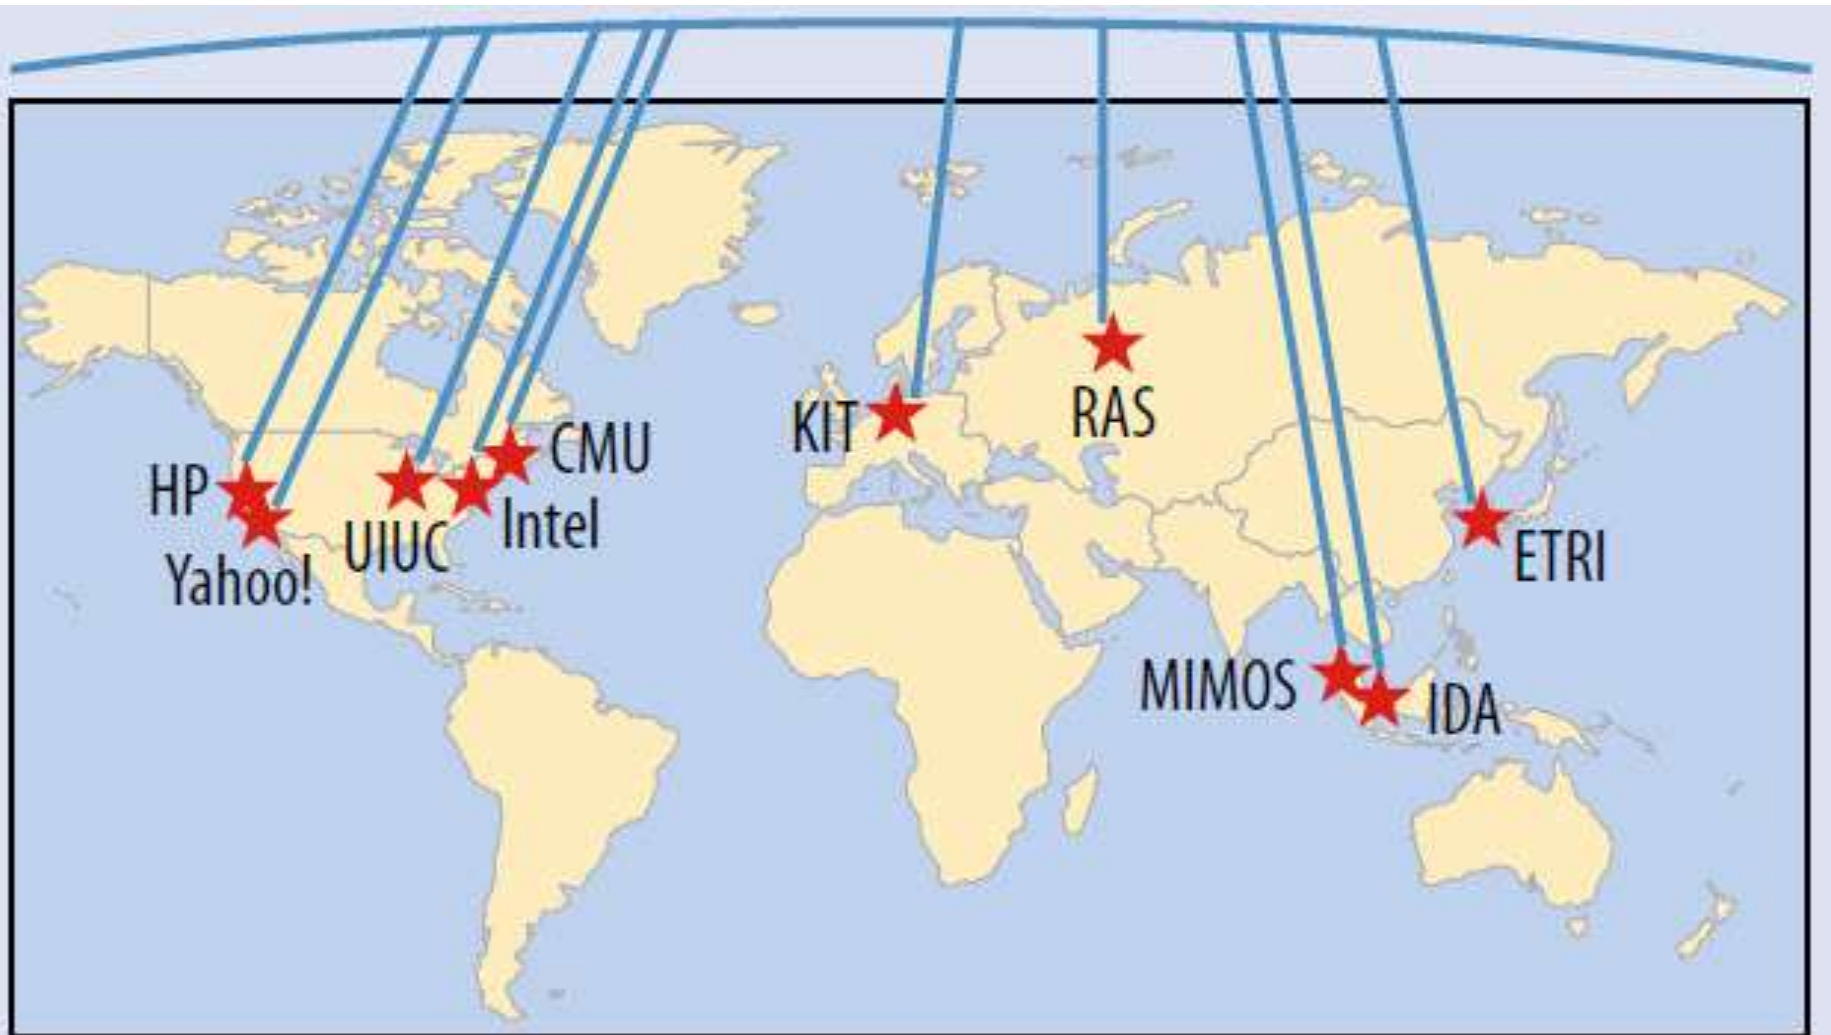 HP
Yahoo!
UIUC
Intel
CMU
KIT
RAS
MIMOS
IDA
ETRI